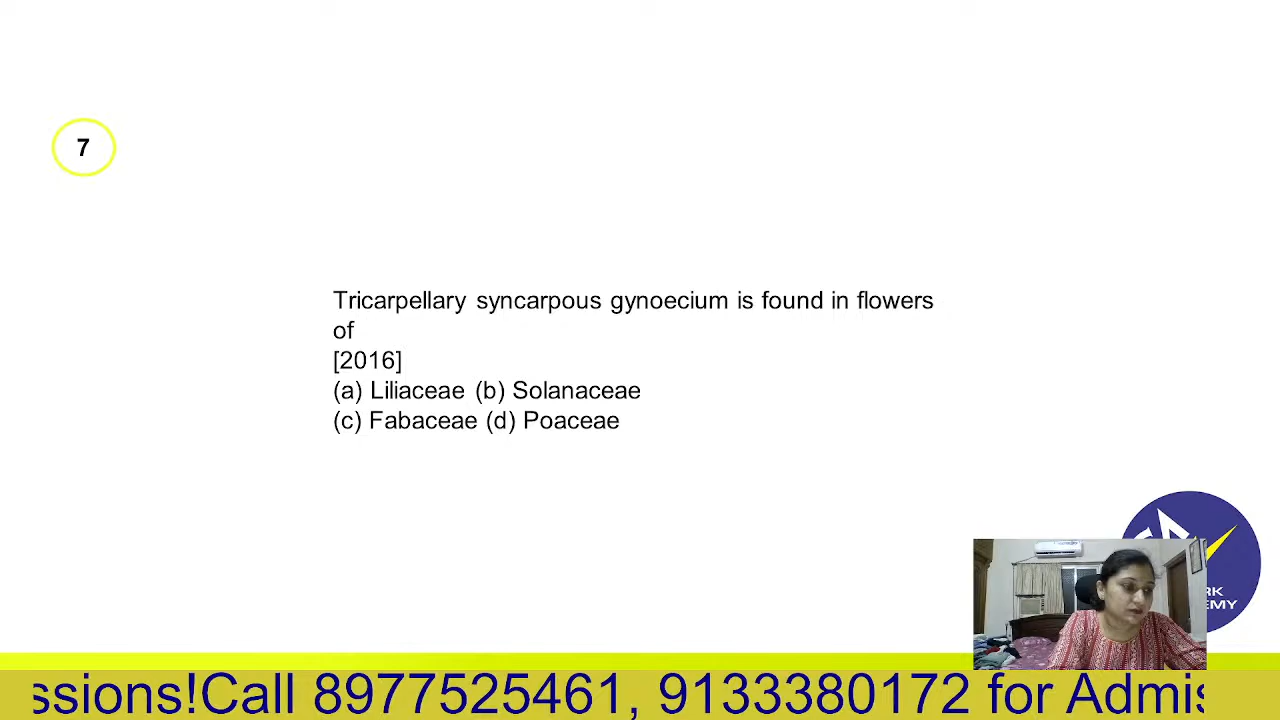 7
Tricarpellary syncarpous gynoecium is found in flowers
of
[2016]
(a) Liliaceae (b) Solanaceae
(c) Fabaceae (d) Poaceae
ssions!Call 8977525461, 9133380172 for Admis